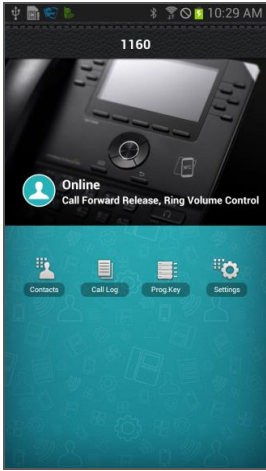 10:29 AM
1160
Online
Call Forward Release, Ring Volume Control
Contacts
Call Log
Prog.Key
Settings